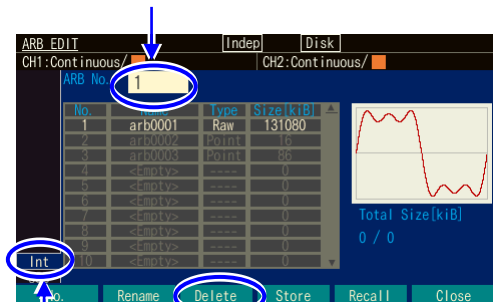 ARB EDIT Indep Disk
CH1:Continuous/ CH2:Continuous/
ARB No. 1
No. Name Type Size[kiB]
1 arb0001 Raw 131080
2 arb0002 Point 16
3 arb0003 Point 86
4 <Empty> ---- 0
5 <Empty> ---- 0
6 <Empty> ---- 0
7 <Empty> ---- 0
8 <Empty> ---- 0
9 <Empty> ---- 0
10 <Empty> ---- 0
Total Size[kiB]
0 / 0
Int
Rename Delete Store Recall Close